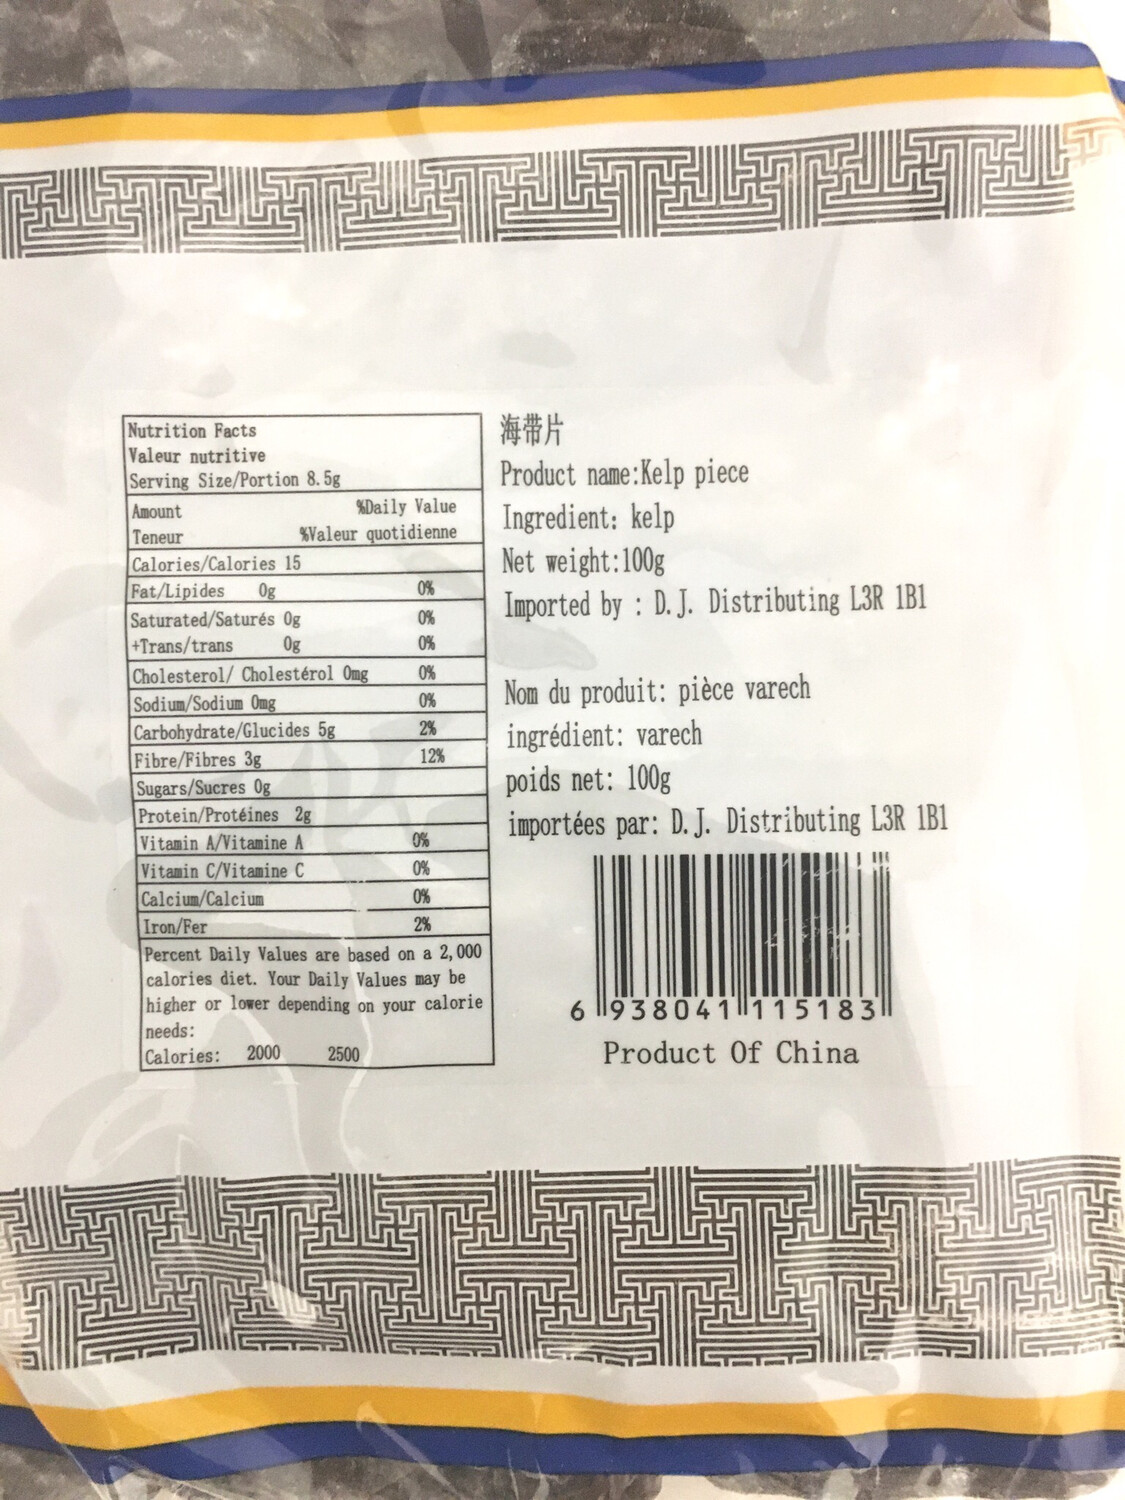 Nutrition Facts
Valeur nutritive
Serving Size/Portion 8.5g
Amount %Daily Value
Teneur %Valeur quotidienne
Calories/Calories 15
Fat/Lipides 0g 0%
Saturated/Saturés 0g 0%
+Trans/trans 0g 0%
Cholesterol/ Cholestérol 0mg 0%
Sodium/Sodium 0mg 0%
Carbohydrate/Glucides 5g 2%
Fibre/Fibres 3g 12%
Sugars/Sucres 0g
Protein/Protéines 2g
Vitamin A/Vitamine A 0%
Vitamin C/Vitamine C 0%
Calcium/Calcium 0%
Iron/Fer 2%
Percent Daily Values are based on a 2,000
calories diet. Your Daily Values may be
higher or lower depending on your calorie
needs:
Calories: 2000 2500
海带片
Product name:Kelp piece
Ingredient: kelp
Net weight:100g
Imported by : D.J. Distributing L3R 1B1
Nom du produit: pièce varech
ingrédient: varech
poids net: 100g
importées par: D.J. Distributing L3R 1B1
6 938041 115183
Product Of China